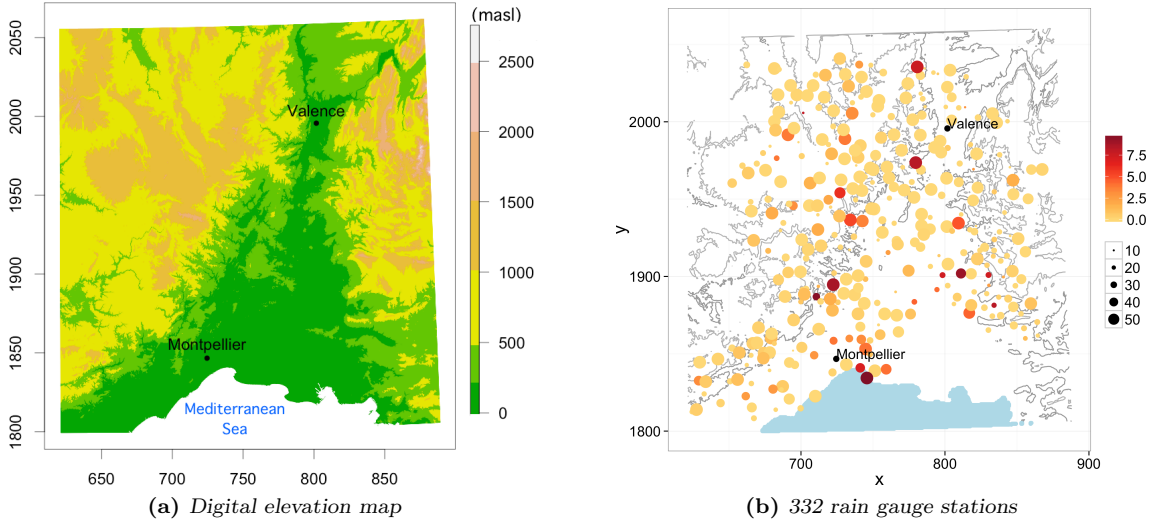 (masl)
2050
2000
1950
1900
1850
1800
Valence
Montpellier
Mediterranean
Sea
2500
2000
1500
1000
500
0
650
700
750
800
850
(a) Digital elevation map
y
2000
1900
1800
Valence
Montpellier
700
800
900
x
7.5
5.0
2.5
0.0
10
20
30
40
50
(b) 332 rain gauge stations